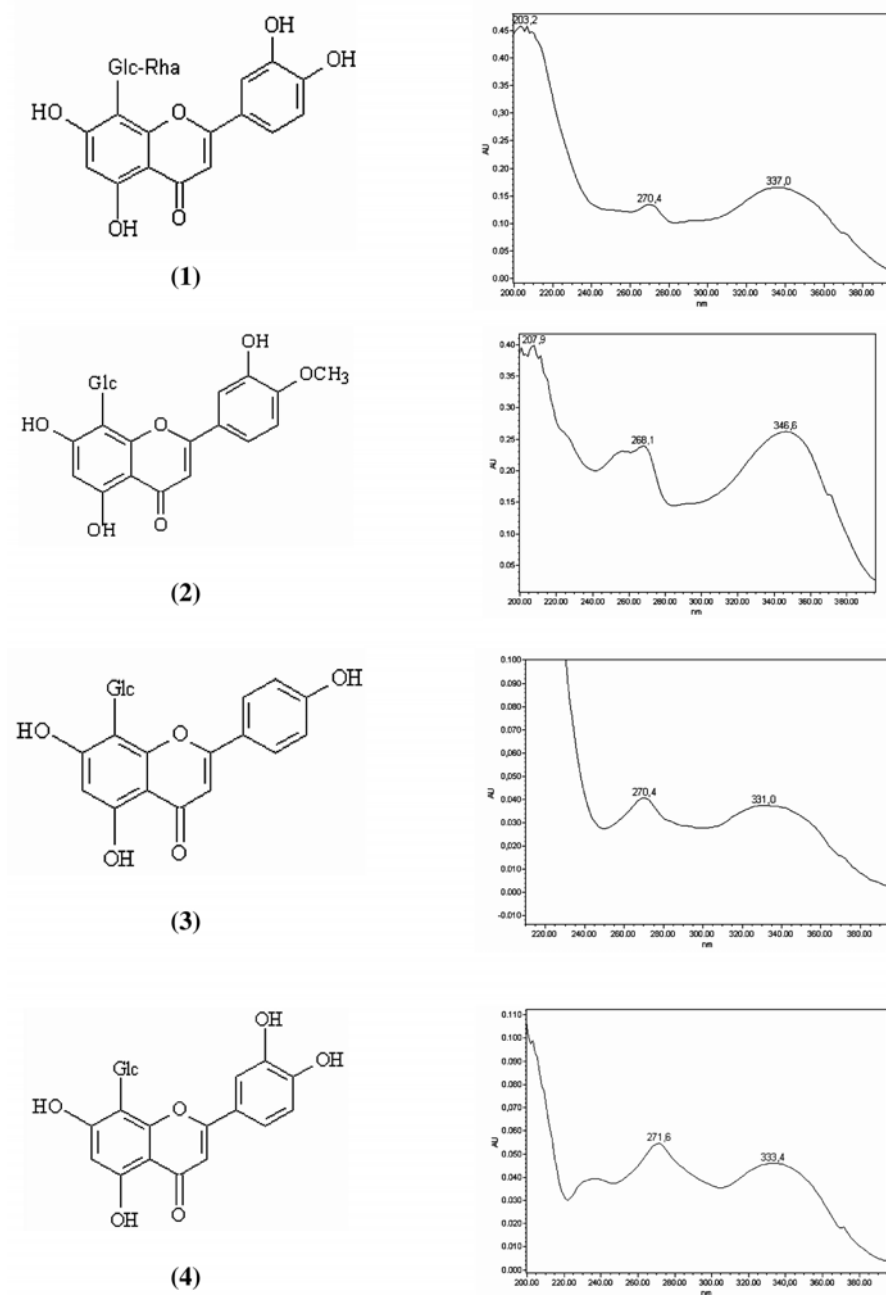 OH
OH
Glc-Rha
HO
O
O
OH
(1)
203,2
270,4
337,0
0.45
0.40
0.35
0.30
0.25
0.20
0.15
0.10
0.05
0.00
AU
200.00 220.00 240.00 260.00 280.00 300.00 320.00 340.00 360.00 380.00
nm
OH
OCH3
Glc
HO
O
O
OH
(2)
207,9
268,1
346,6
0.40
0.35
0.30
0.25
0.20
0.15
0.10
0.05
AU
200.00 220.00 240.00 260.00 280.00 300.00 320.00 340.00 360.00 380.00
nm
OH
Glc
HO
O
O
OH
(3)
270,4
331,0
0.100
0.090
0.080
0,070
0,060
0,050
0.040
0.030
0,020
0,010
0.000
-0.010
AU
220.00 240.00 260.00 280.00 300.00 320.00 340.00 360.00 380.00
nm
OH
OH
Glc
HO
O
O
OH
(4)
271,6
333,4
0.110
0.100
0.090
0.080
0.070
0.060
0.050
0.040
0.030
0.020
0.010
0.000
AU
200.00 220.00 240.00 260.00 280.00 300.00 320.00 340.00 360.00 380.00
nm